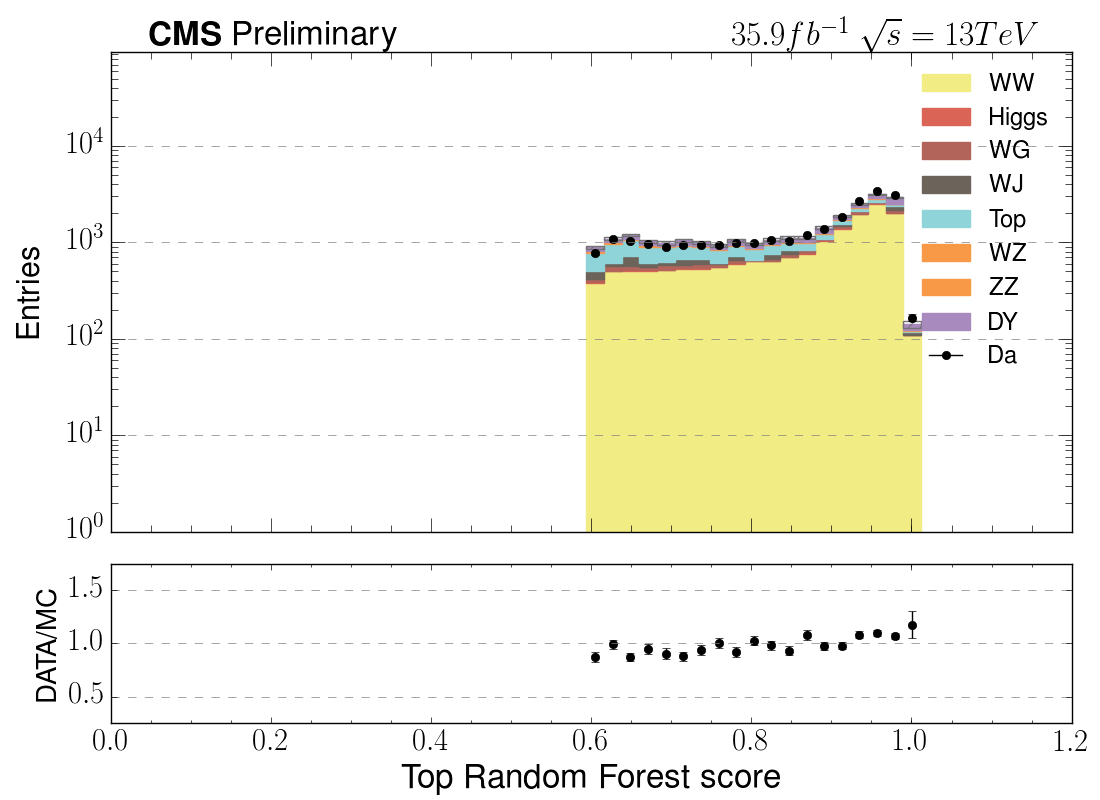 CMS Preliminary 35.9fb⁻¹ √s = 13TeV
Entries
10⁴
10³
10²
10¹
10⁰
WW
Higgs
WG
WJ
Top
WZ
ZZ
DY
Da
DATA/MC
1.5
1.0
0.5
0.0 0.2 0.4 0.6 0.8 1.0 1.2
Top Random Forest score